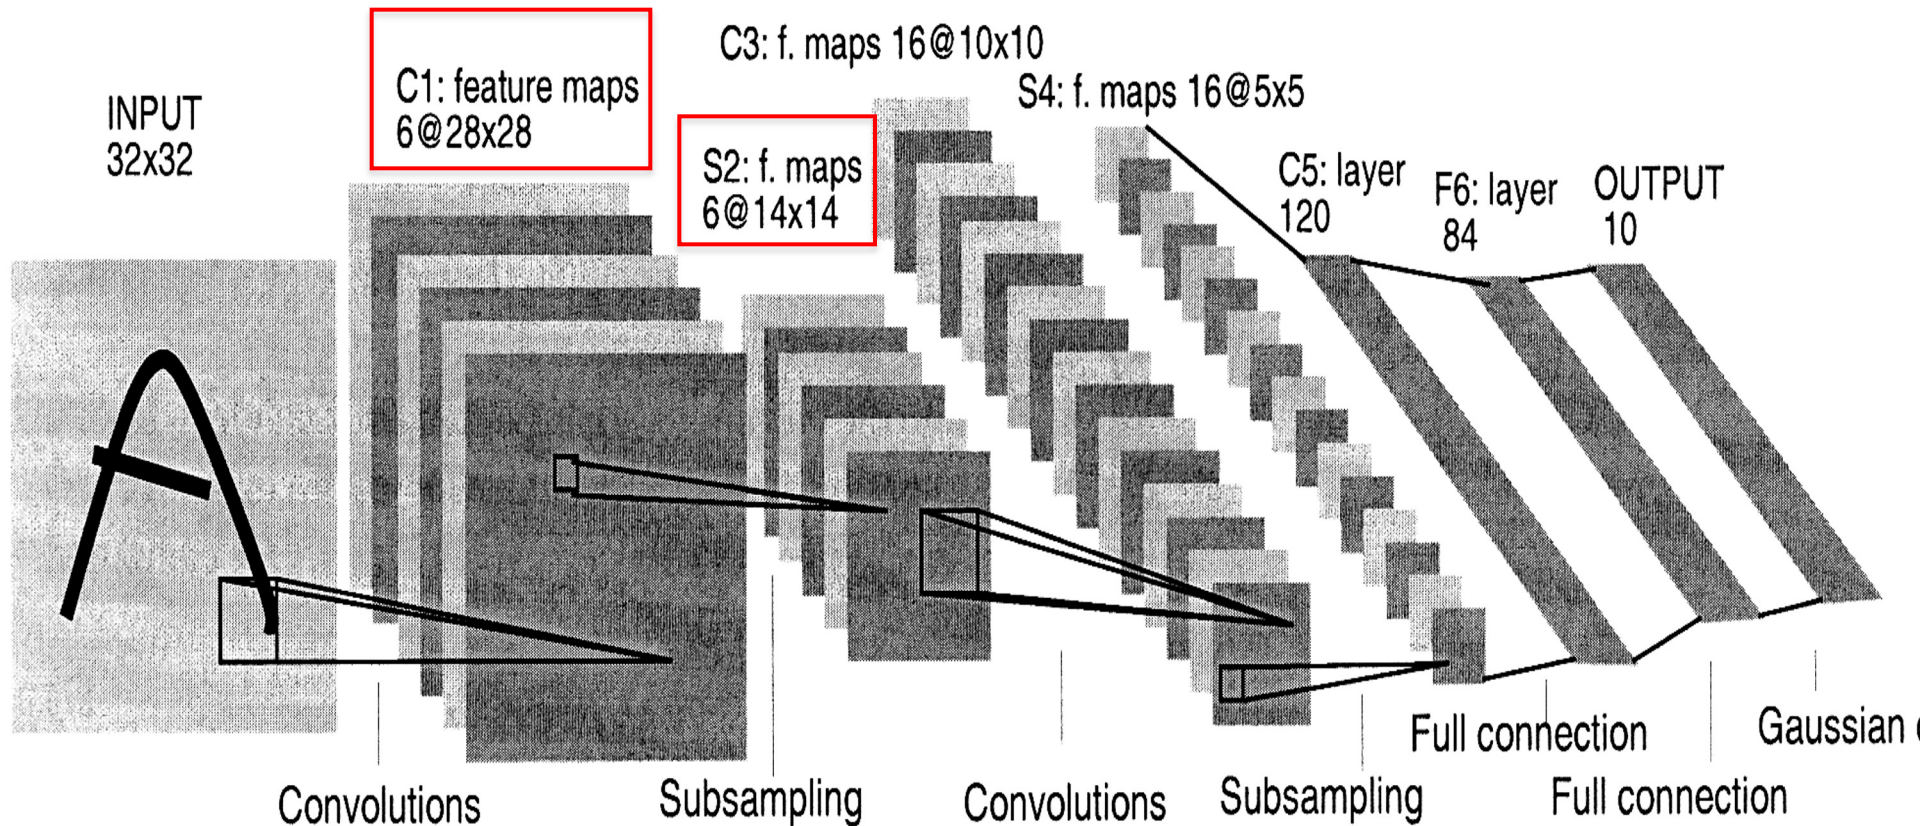 INPUT
32x32
C1: feature maps
6@28x28
S2: f. maps
6@14x14
C3: f. maps 16@10x10
S4: f. maps 16@5x5
C5: layer
120
F6: layer
84
OUTPUT
10
Convolutions
Subsampling
Convolutions
Subsampling
Full connection
Full connection
Gaussian